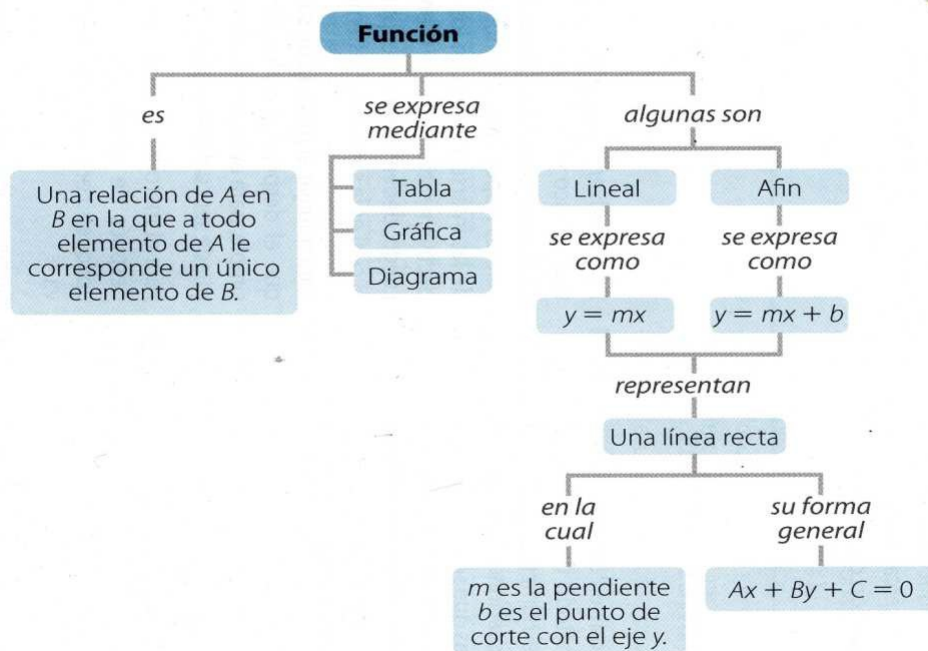 Función
es
Una relación de A en
B en la que a todo
elemento de A le
corresponde un único
elemento de B.
se expresa
mediante
Tabla
Gráfica
Diagrama
algunas son
Lineal
se expresa
como
y = mx
Afin
se expresa
como
y = mx + b
representan
Una línea recta
en la
cual
m es la pendiente
b es el punto de
corte con el eje y.
su forma
general
Ax + By + C = 0